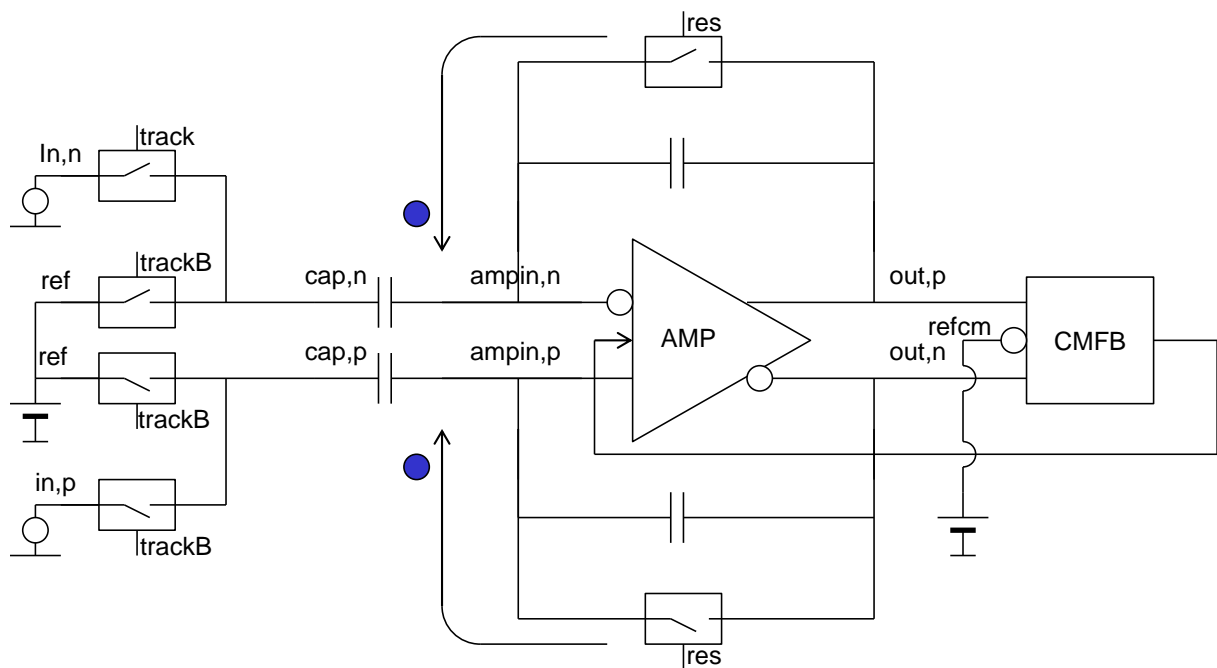 res
track
In,n
trackB
ref
cap,n
ampin,n
out,p
refcm
AMP
CMFB
ref
cap,p
ampin,p
out,n
trackB
in,p
trackB
res